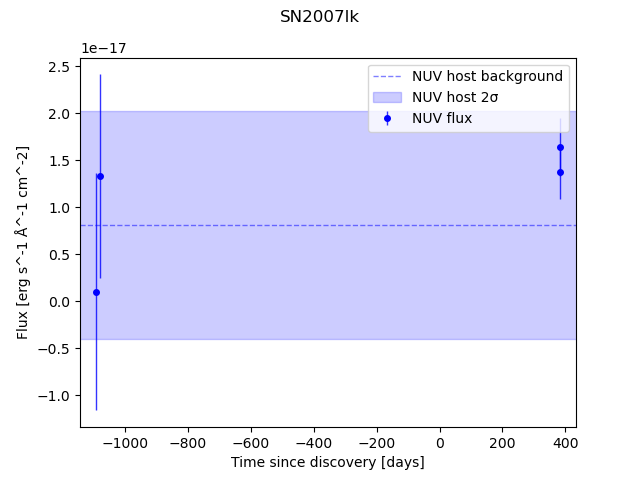 SN2007lk
1e−17
NUV host background
NUV host 2σ
NUV flux
2.5
2.0
1.5
1.0
0.5
0.0
−0.5
−1.0
Flux [erg s^-1 Å^-1 cm^-2]
−1000
−800
−600
−400
−200
0
200
400
Time since discovery [days]